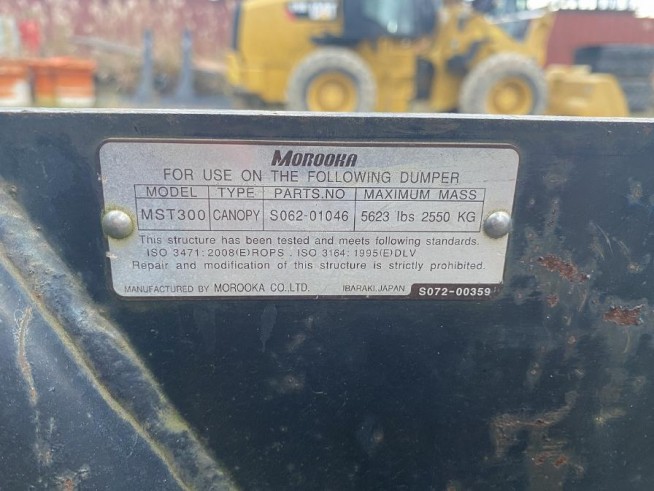 MOROOKA
FOR USE ON THE FOLLOWING DUMPER
MODEL TYPE PARTS.NO MAXIMUM MASS
MST300 CANOPY S062-01046 5623 lbs 2550 KG
This structure has been tested and meets following standards.
ISO 3471:2008(E)ROPS . ISO 3164:1995(E)DLV
Repair and modification of this structure is strictly prohibited.
MANUFACTURED BY MOROOKA CO.,LTD. IBARAKI,JAPAN S072-00359